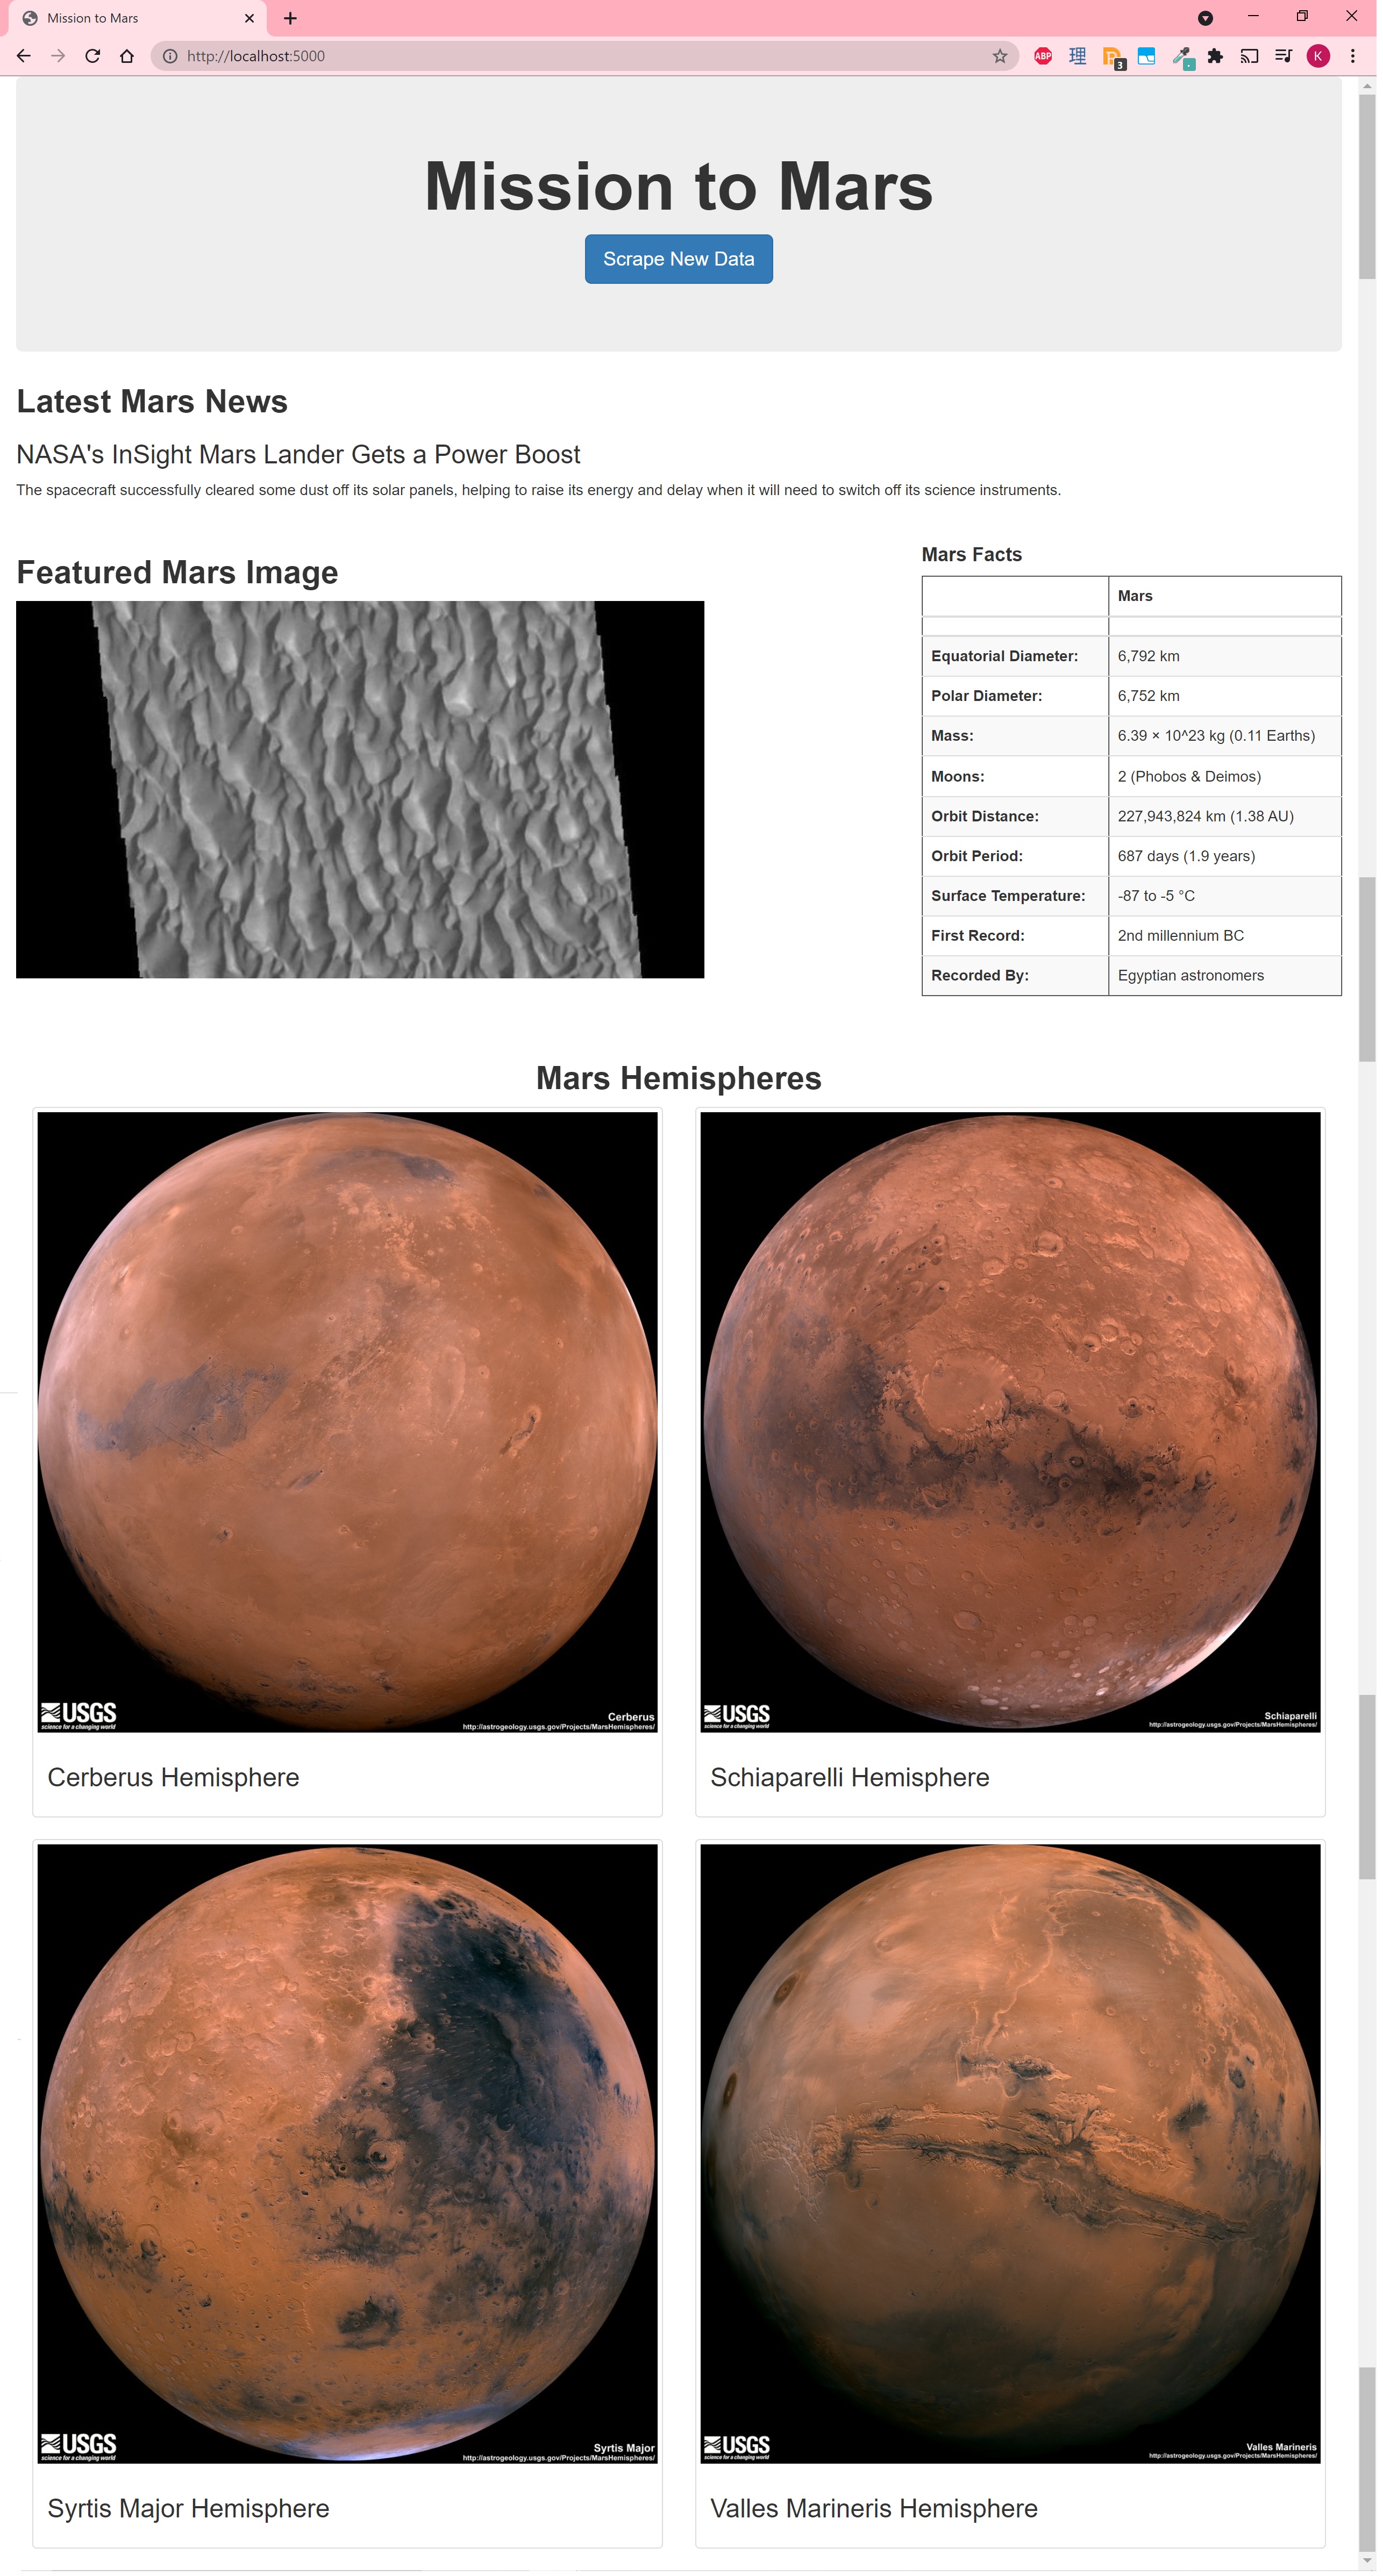 Mission to Mars
http://localhost:5000
ABP
理
3
K
Mission to Mars
Scrape New Data
Latest Mars News
NASA's InSight Mars Lander Gets a Power Boost
The spacecraft successfully cleared some dust off its solar panels, helping to raise its energy and delay when it will need to switch off its science instruments.
Featured Mars Image
Mars Facts
Mars
Equatorial Diameter: 6,792 km
Polar Diameter: 6,752 km
Mass: 6.39 × 10^23 kg (0.11 Earths)
Moons: 2 (Phobos & Deimos)
Orbit Distance: 227,943,824 km (1.38 AU)
Orbit Period: 687 days (1.9 years)
Surface Temperature: -87 to -5 °C
First Record: 2nd millennium BC
Recorded By: Egyptian astronomers
Mars Hemispheres
USGS
science for a changing world
Cerberus
http://astrogeology.usgs.gov/Projects/MarsHemispheres/
Cerberus Hemisphere
USGS
science for a changing world
Schiaparelli
http://astrogeology.usgs.gov/Projects/MarsHemispheres/
Schiaparelli Hemisphere
USGS
science for a changing world
Syrtis Major
http://astrogeology.usgs.gov/Projects/MarsHemispheres/
Syrtis Major Hemisphere
USGS
science for a changing world
Valles Marineris
http://astrogeology.usgs.gov/Projects/MarsHemispheres/
Valles Marineris Hemisphere